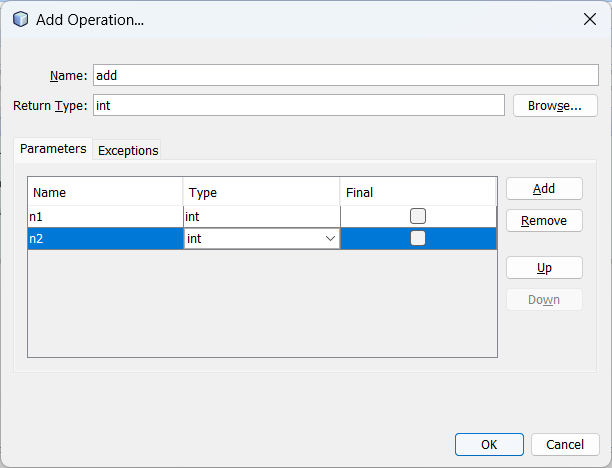 Add Operation...
Name: add
Return Type: int Browse...
Parameters Exceptions
Name Type Final Add
n1 int Remove
n2 int
Up
Down
OK Cancel